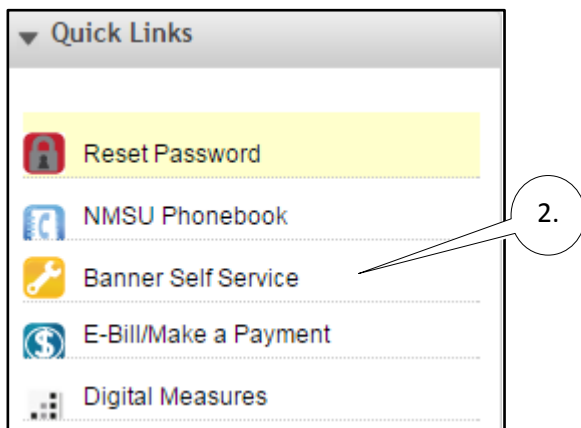 Quick Links
Reset Password
NMSU Phonebook
2.
Banner Self Service
E-Bill/Make a Payment
Digital Measures